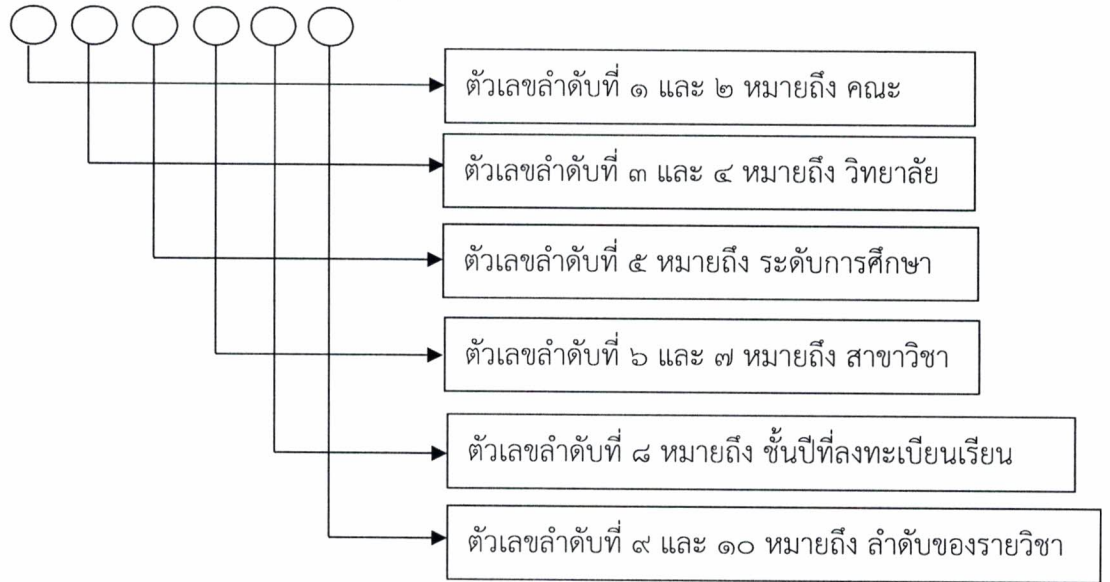 ตัวเลขลำดับที่ ๑ และ ๒ หมายถึง คณะ
ตัวเลขลำดับที่ ๓ และ ๔ หมายถึง วิทยาลัย
ตัวเลขลำดับที่ ๕ หมายถึง ระดับการศึกษา
ตัวเลขลำดับที่ ๖ และ ๗ หมายถึง สาขาวิชา
ตัวเลขลำดับที่ ๘ หมายถึง ชั้นปีที่ลงทะเบียนเรียน
ตัวเลขลำดับที่ ๙ และ ๑๐ หมายถึง ลำดับของรายวิชา